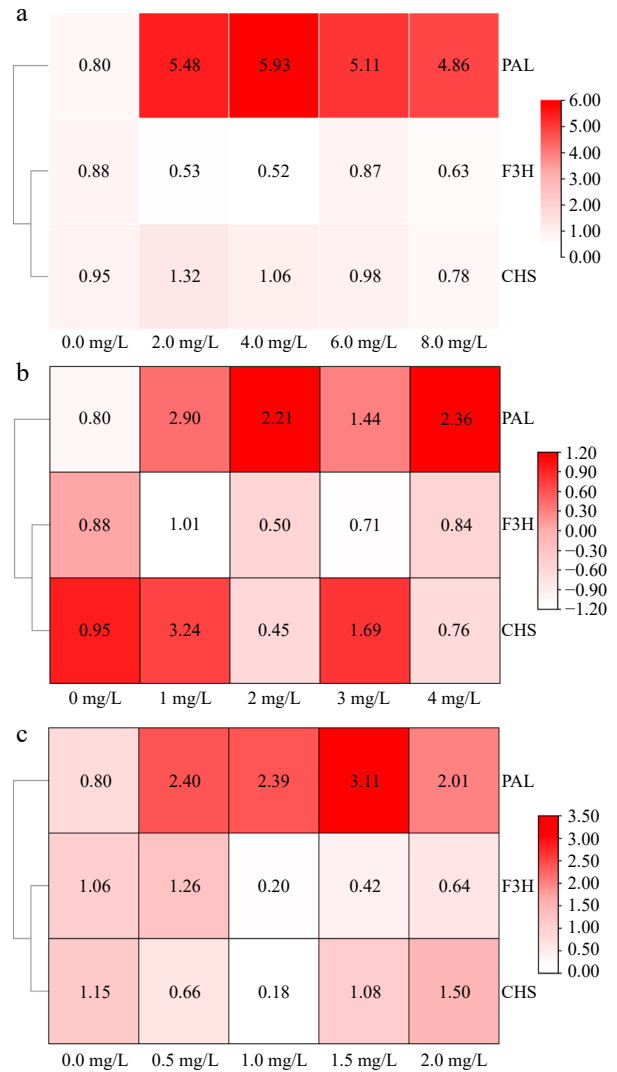 a
0.80 5.48 5.93 5.11 4.86 PAL
0.88 0.53 0.52 0.87 0.63 F3H
0.95 1.32 1.06 0.98 0.78 CHS
0.0 mg/L 2.0 mg/L 4.0 mg/L 6.0 mg/L 8.0 mg/L
6.00
5.00
4.00
3.00
2.00
1.00
0.00
b
0.80 2.90 2.21 1.44 2.36 PAL
0.88 1.01 0.50 0.71 0.84 F3H
0.95 3.24 0.45 1.69 0.76 CHS
0 mg/L 1 mg/L 2 mg/L 3 mg/L 4 mg/L
1.20
0.90
0.60
0.30
0.00
−0.30
−0.60
−0.90
−1.20
c
0.80 2.40 2.39 3.11 2.01 PAL
1.06 1.26 0.20 0.42 0.64 F3H
1.15 0.66 0.18 1.08 1.50 CHS
0.0 mg/L 0.5 mg/L 1.0 mg/L 1.5 mg/L 2.0 mg/L
3.50
3.00
2.50
2.00
1.50
1.00
0.50
0.00